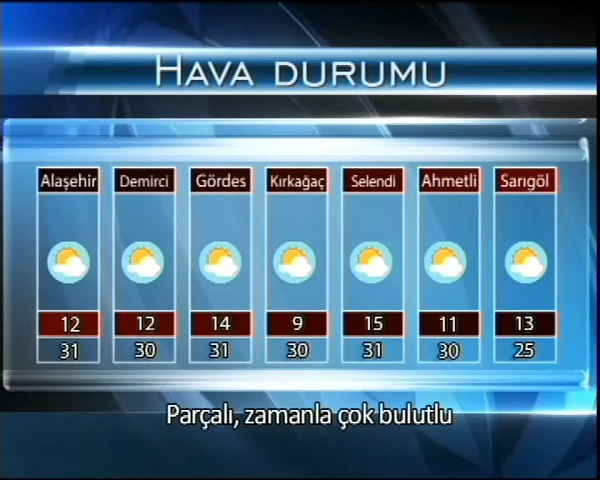 HAVA DURUMU
Alaşehir Demirci Gördes Kırkağaç Selendi Ahmetli Sarıgöl
12 12 14 9 15 11 13
31 30 31 30 31 30 25
Parçalı, zamanla çok bulutlu